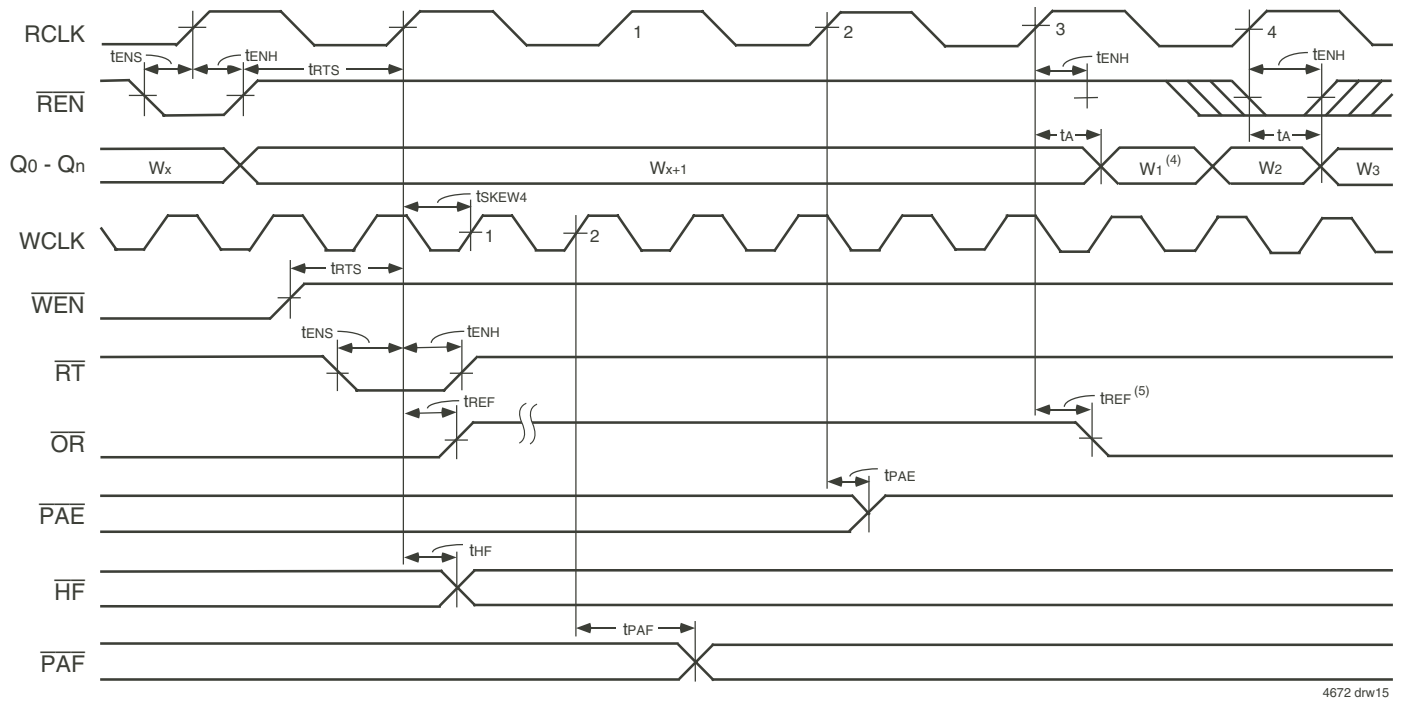 RCLK 1 2 3 4
tENS tENH tRTS tENH tENH
REN
tA tA
Q0 - Qn Wx Wx+1 W1 (4) W2 W3
tSKEW4
WCLK 1 2
tRTS
WEN
tENS tENH
RT
tREF tREF (5)
OR
tPAE
PAE
tHF
HF
tPAF
PAF
4672 drw15